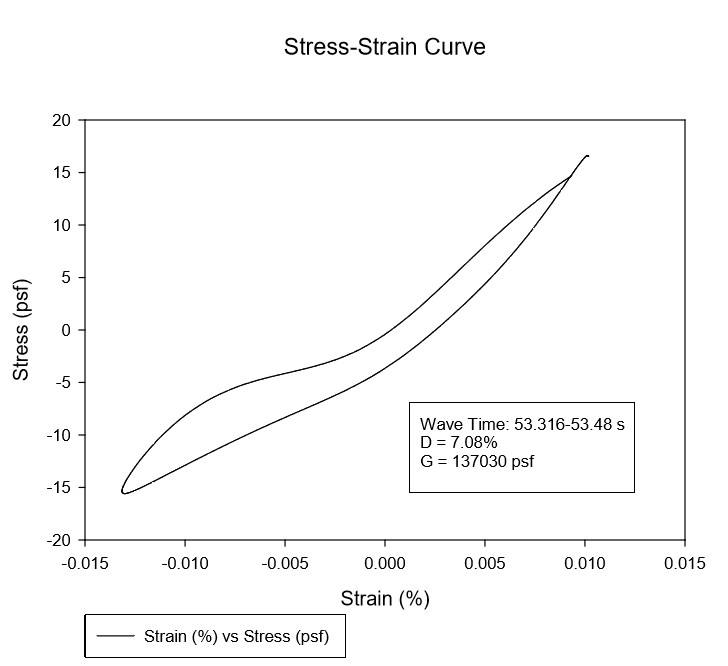 Stress-Strain Curve
20
15
10
5
0
-5
-10
-15
-20
Stress (psf)
Wave Time: 53.316-53.48 s
D = 7.08%
G = 137030 psf
-0.015 -0.010 -0.005 0.000 0.005 0.010 0.015
Strain (%)
Strain (%) vs Stress (psf)